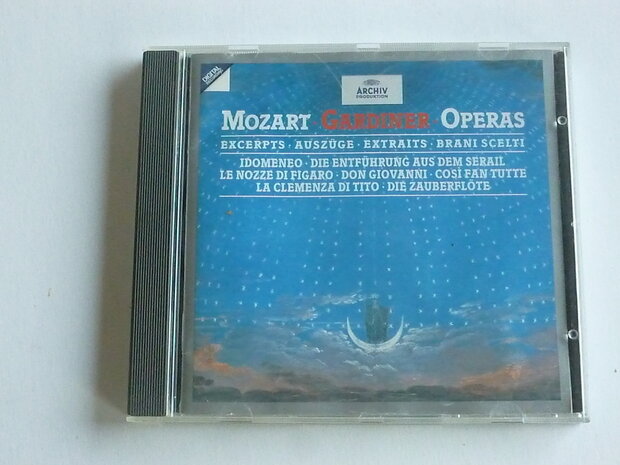 DIGITAL
ARCHIV
PRODUKTION
MOZART · GARDINER · OPERAS
EXCERPTS · AUSZÜGE · EXTRAITS · BRANI SCELTI
IDOMENEO · DIE ENTFÜHRUNG AUS DEM SERAIL
LE NOZZE DI FIGARO · DON GIOVANNI · COSÌ FAN TUTTE
LA CLEMENZA DI TITO · DIE ZAUBERFLÖTE